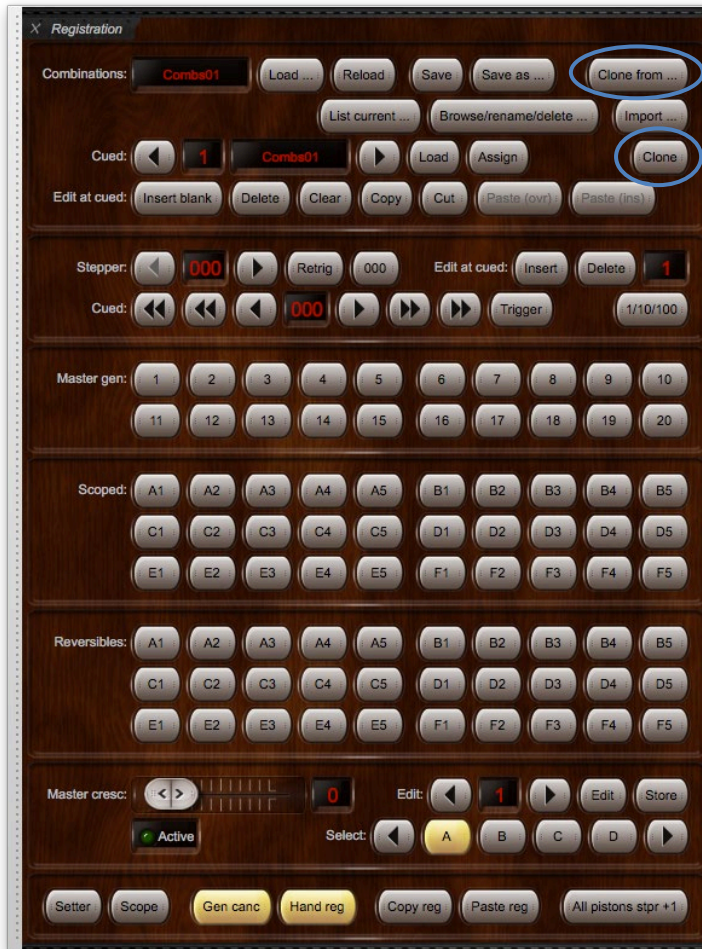 X Registration
Combinations: Combs01 Load ... Reload Save Save as ... Clone from ...
List current ... Browse/rename/delete ... Import ...
Cued: 1 Combs01 Load Assign Clone
Edit at cued: Insert blank Delete Clear Copy Cut Paste (ovr) Paste (ins)
Stepper: 000 Retrig 000 Edit at cued: Insert Delete 1
Cued: 000 Trigger 1/10/100
Master gen: 1 2 3 4 5 6 7 8 9 10
11 12 13 14 15 16 17 18 19 20
Scoped: A1 A2 A3 A4 A5 B1 B2 B3 B4 B5
C1 C2 C3 C4 C5 D1 D2 D3 D4 D5
E1 E2 E3 E4 E5 F1 F2 F3 F4 F5
Reversibles: A1 A2 A3 A4 A5 B1 B2 B3 B4 B5
C1 C2 C3 C4 C5 D1 D2 D3 D4 D5
E1 E2 E3 E4 E5 F1 F2 F3 F4 F5
Master cresc: < > 0 Edit: 1 Edit Store
Active Select: A B C D
Setter Scope Gen canc Hand reg Copy reg Paste reg All pistons stpr +1